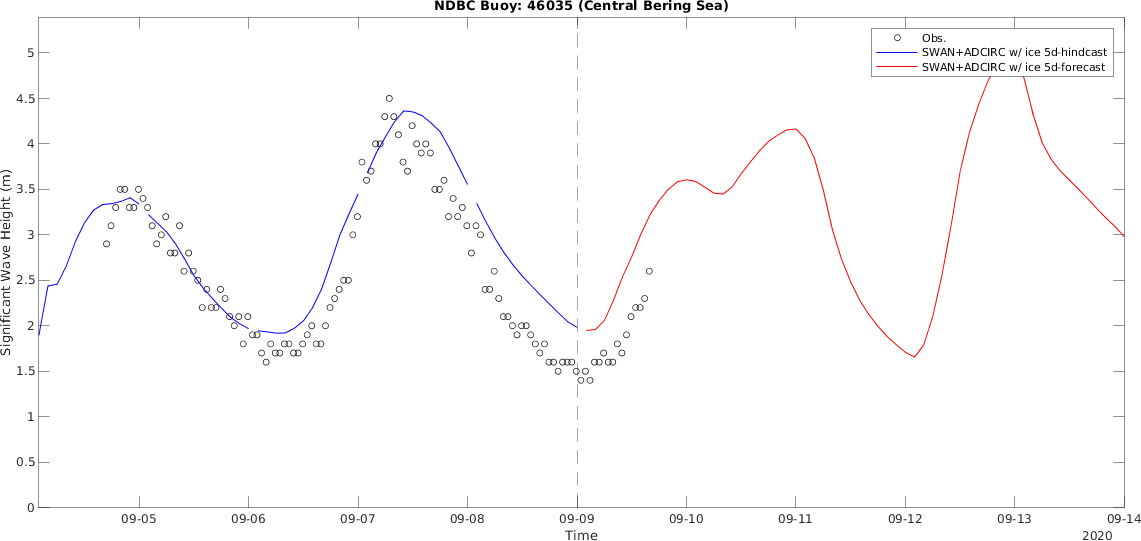 NDBC Buoy: 46035 (Central Bering Sea)
Obs.
SWAN+ADCIRC w/ ice 5d-hindcast
SWAN+ADCIRC w/ ice 5d-forecast
Significant Wave Height (m)
5
4.5
4
3.5
3
2.5
2
1.5
1
0.5
0
09-05 09-06 09-07 09-08 09-09 09-10 09-11 09-12 09-13 09-14
Time
2020